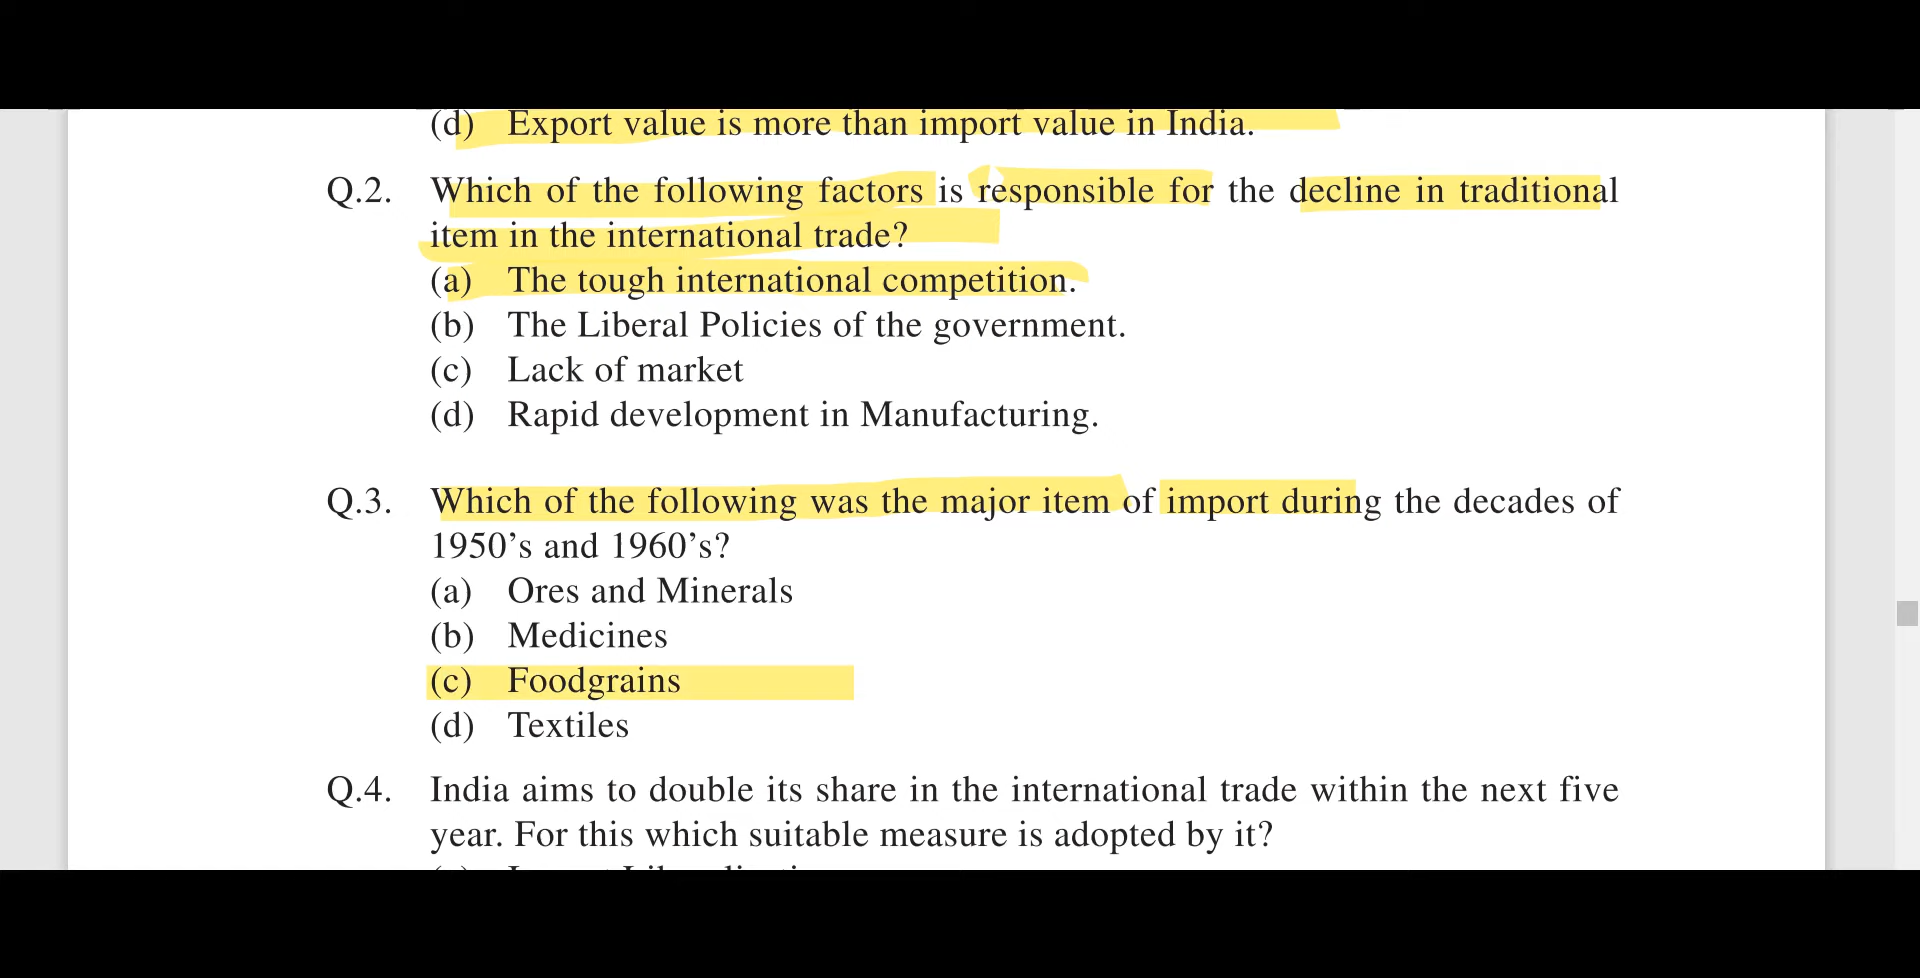 (d) Export value is more than import value in India.
Q.2. Which of the following factors is responsible for the decline in traditional
item in the international trade?
(a) The tough international competition.
(b) The Liberal Policies of the government.
(c) Lack of market
(d) Rapid development in Manufacturing.
Q.3. Which of the following was the major item of import during the decades of
1950’s and 1960’s?
(a) Ores and Minerals
(b) Medicines
(c) Foodgrains
(d) Textiles
Q.4. India aims to double its share in the international trade within the next five
year. For this which suitable measure is adopted by it?